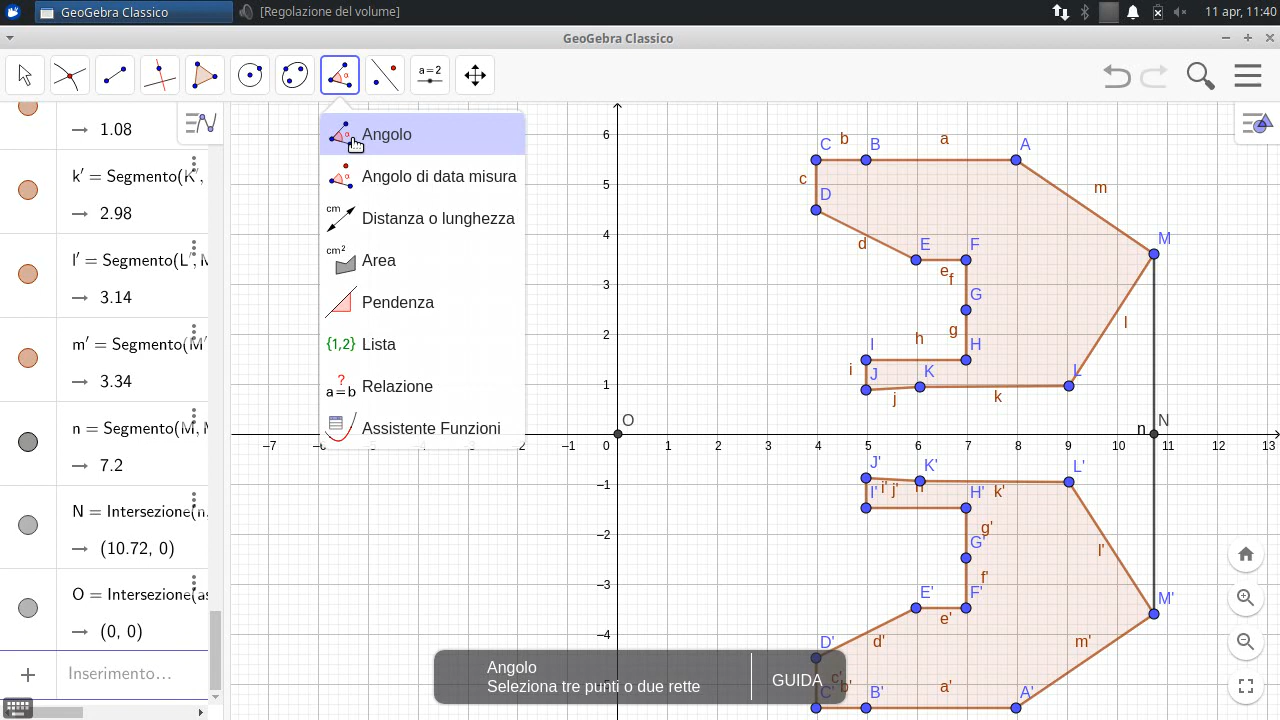 GeoGebra Classico
[Regolazione del volume]
11 apr, 11:40
GeoGebra Classico
a=2
→ 1.08
k′ = Segmento(K′,
→ 2.98
l′ = Segmento(L′, M
→ 3.14
m′ = Segmento(M′
→ 3.34
n = Segmento(M, M
→ 7.2
N = Intersezione(n,
→ (10.72, 0)
O = Intersezione(as
→ (0, 0)
+ Inserimento…
Angolo
Angolo di data misura
cm Distanza o lunghezza
cm² Area
Pendenza
{1,2} Lista
? a=b Relazione
Assistente Funzioni
6
5
4
3
2
1
−7 −6 −1 0 1 2 3 4 5 6 7 8 9 10 11 12 13
−1
−2
−3
−4
C b B a A
c D m
d E e F f M
G g l
I h H
i J j K k L
O n N
J' K' L'
I' i' j' H' k'
g' G' l'
f' E' F' e' M'
D' d' m'
c' C' b' B' a' A'
Angolo
Seleziona tre punti o due rette
GUIDA